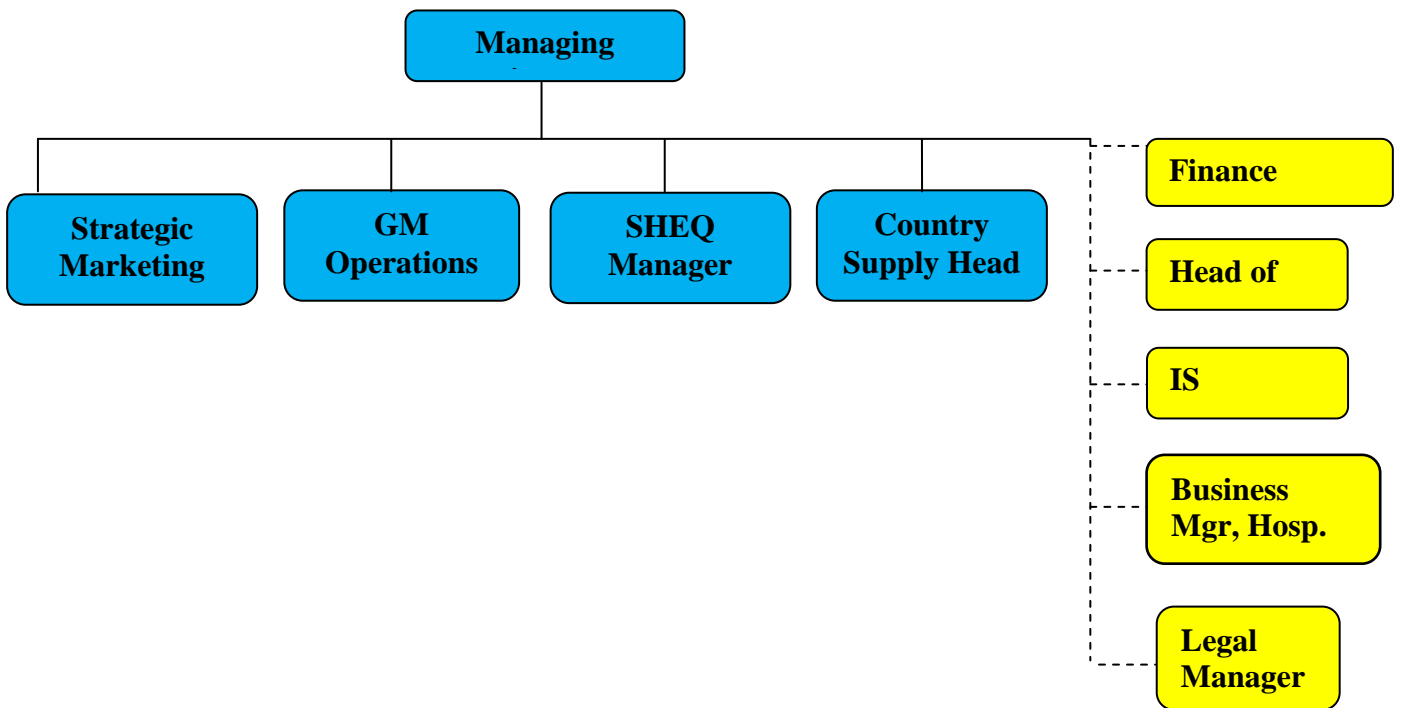 Managing
Strategic
Marketing
GM
Operations
SHEQ
Manager
Country
Supply Head
Finance
Head of
IS
Business
Mgr, Hosp.
Legal
Manager